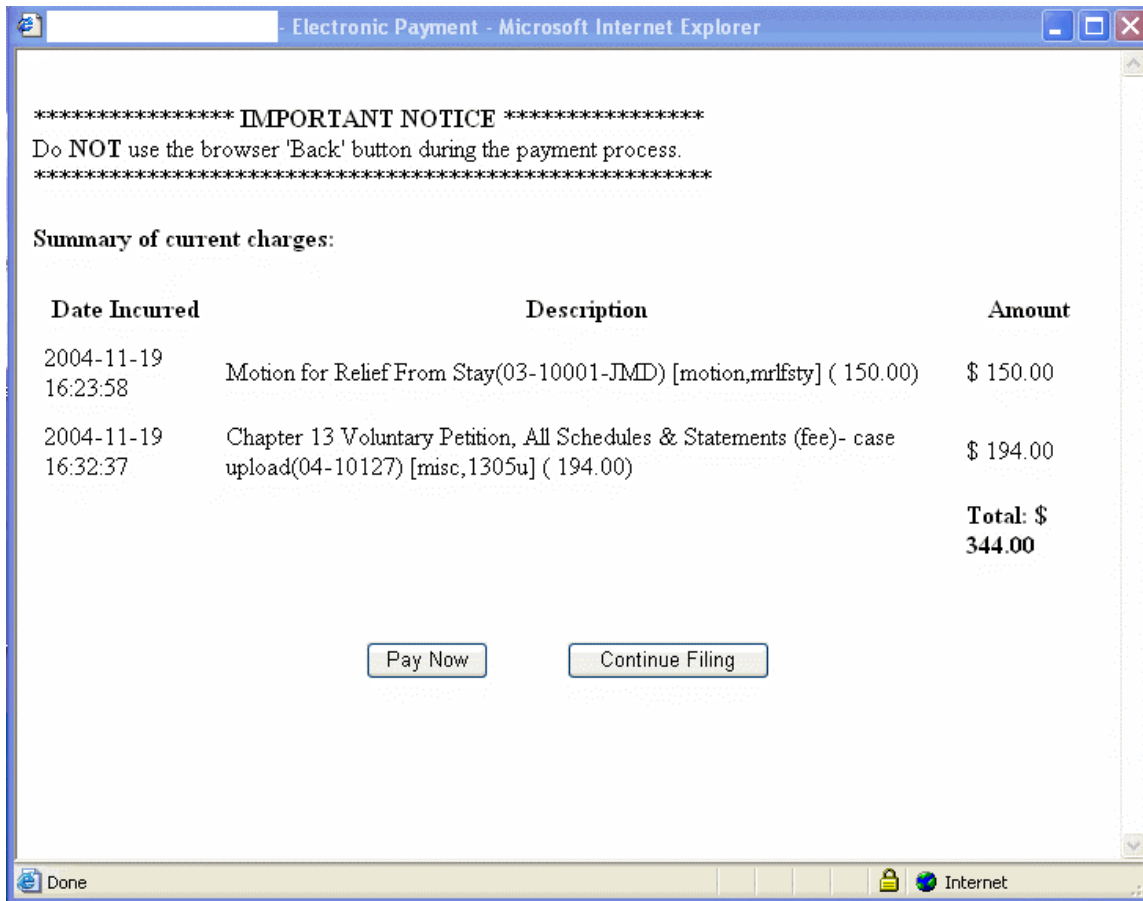 - Electronic Payment - Microsoft Internet Explorer
**************** IMPORTANT NOTICE ****************
Do NOT use the browser 'Back' button during the payment process.
******************************************************
Summary of current charges:
Date Incurred Description Amount
2004-11-19
16:23:58
Motion for Relief From Stay(03-10001-JMD) [motion,mrlfsty] ( 150.00)
$ 150.00
2004-11-19
16:32:37
Chapter 13 Voluntary Petition, All Schedules & Statements (fee)- case
upload(04-10127) [misc,1305u] ( 194.00)
$ 194.00
Total: $
344.00
Pay Now Continue Filing
Done Internet